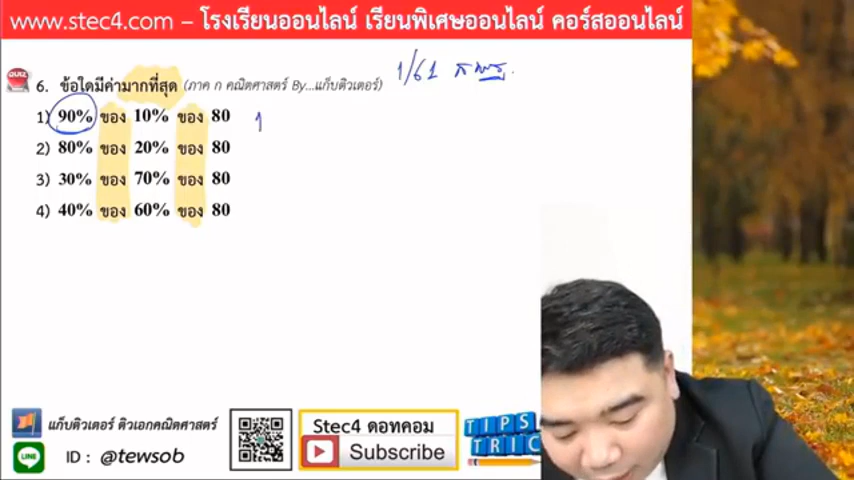 www.stec4.com – โรงเรียนออนไลน์ เรียนพิเศษออนไลน์ คอร์สออนไลน์
QUIZ
6. ข้อใดมีค่ามากที่สุด (ภาค ก คณิตศาสตร์ By...แก็บติวเตอร์) 1/61
1) 90% ของ 10% ของ 80
2) 80% ของ 20% ของ 80
3) 30% ของ 70% ของ 80
4) 40% ของ 60% ของ 80
แก็บติวเตอร์ ติวเอกคณิตศาสตร์
LINE ID : @tewsob
Stec4 ดอทคอม
Subscribe
TIPS
TRIC